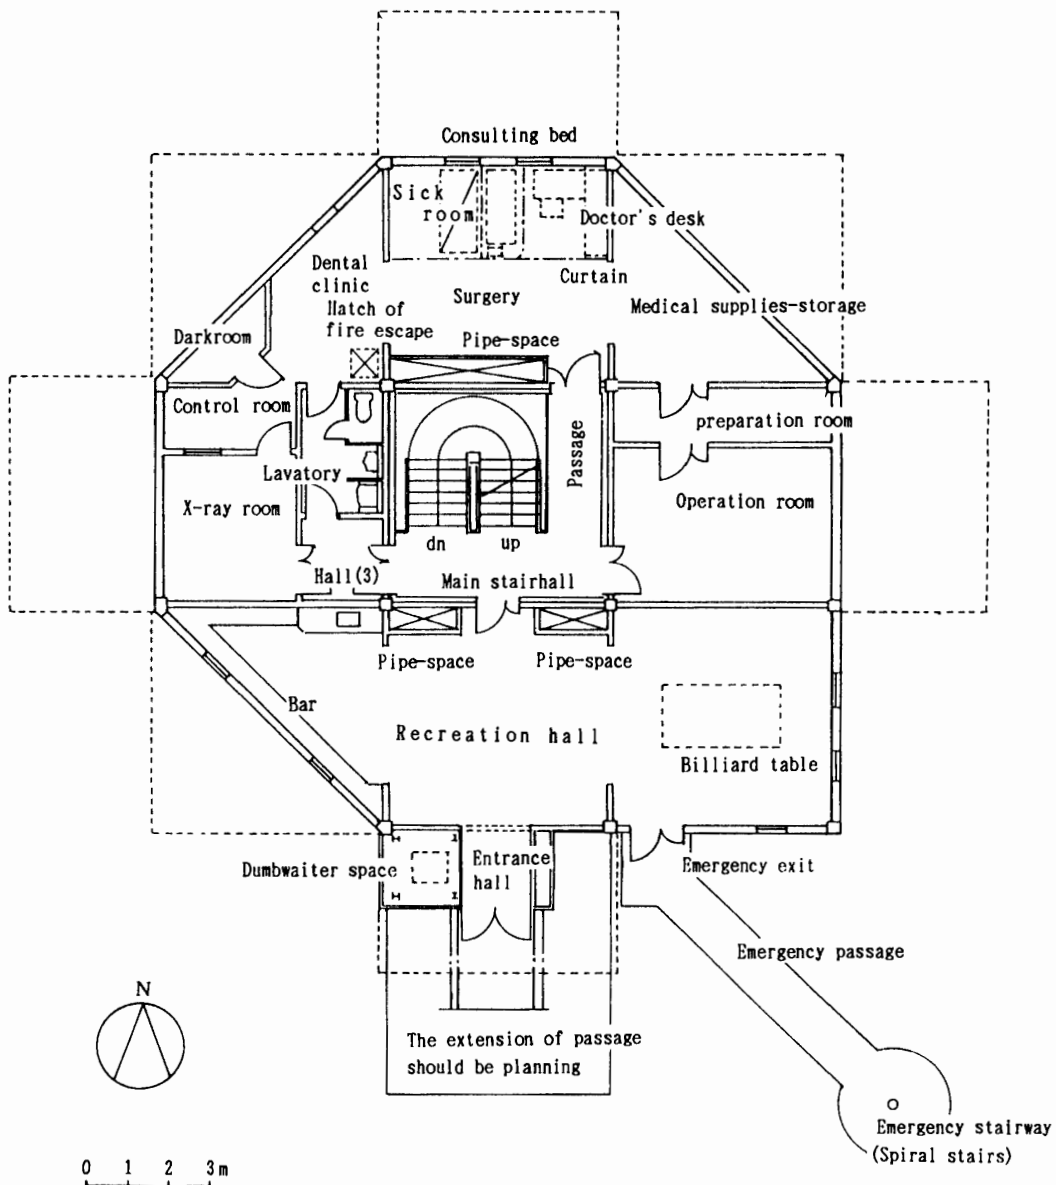 Consulting bed
Sick
room
Doctor's desk
Dental
clinic
Curtain
Hatch of
fire escape
Surgery
Medical supplies-storage
Darkroom
Pipe-space
Control room
preparation room
Passage
Lavatory
X-ray room
Operation room
dn
up
Hall(3)
Main stairhall
Pipe-space
Pipe-space
Bar
Recreation hall
Billiard table
Dumbwaiter space
Entrance
hall
Emergency exit
Emergency passage
N
The extension of passage
should be planning
Emergency stairway
(Spiral stairs)
0 1 2 3m